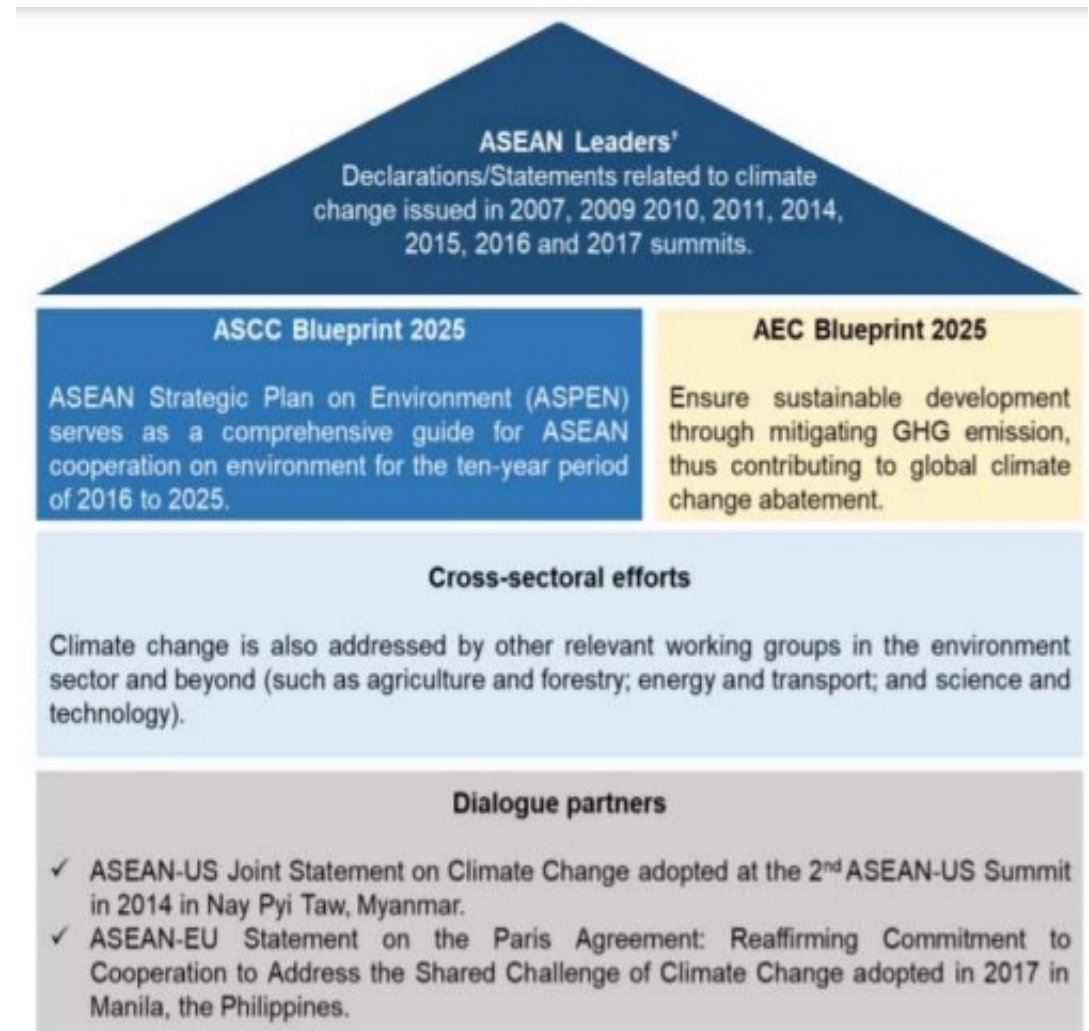 ASEAN Leaders'
Declarations/Statements related to climate
change issued in 2007, 2009 2010, 2011, 2014,
2015, 2016 and 2017 summits.
ASCC Blueprint 2025
ASEAN Strategic Plan on Environment (ASPEN)
serves as a comprehensive guide for ASEAN
cooperation on environment for the ten-year period
of 2016 to 2025.
AEC Blueprint 2025
Ensure sustainable development
through mitigating GHG emission,
thus contributing to global climate
change abatement.
Cross-sectoral efforts
Climate change is also addressed by other relevant working groups in the environment
sector and beyond (such as agriculture and forestry; energy and transport; and science and
technology).
Dialogue partners
✓ ASEAN-US Joint Statement on Climate Change adopted at the 2nd ASEAN-US Summit
in 2014 in Nay Pyi Taw, Myanmar.
✓ ASEAN-EU Statement on the Paris Agreement: Reaffirming Commitment to
Cooperation to Address the Shared Challenge of Climate Change adopted in 2017 in
Manila, the Philippines.